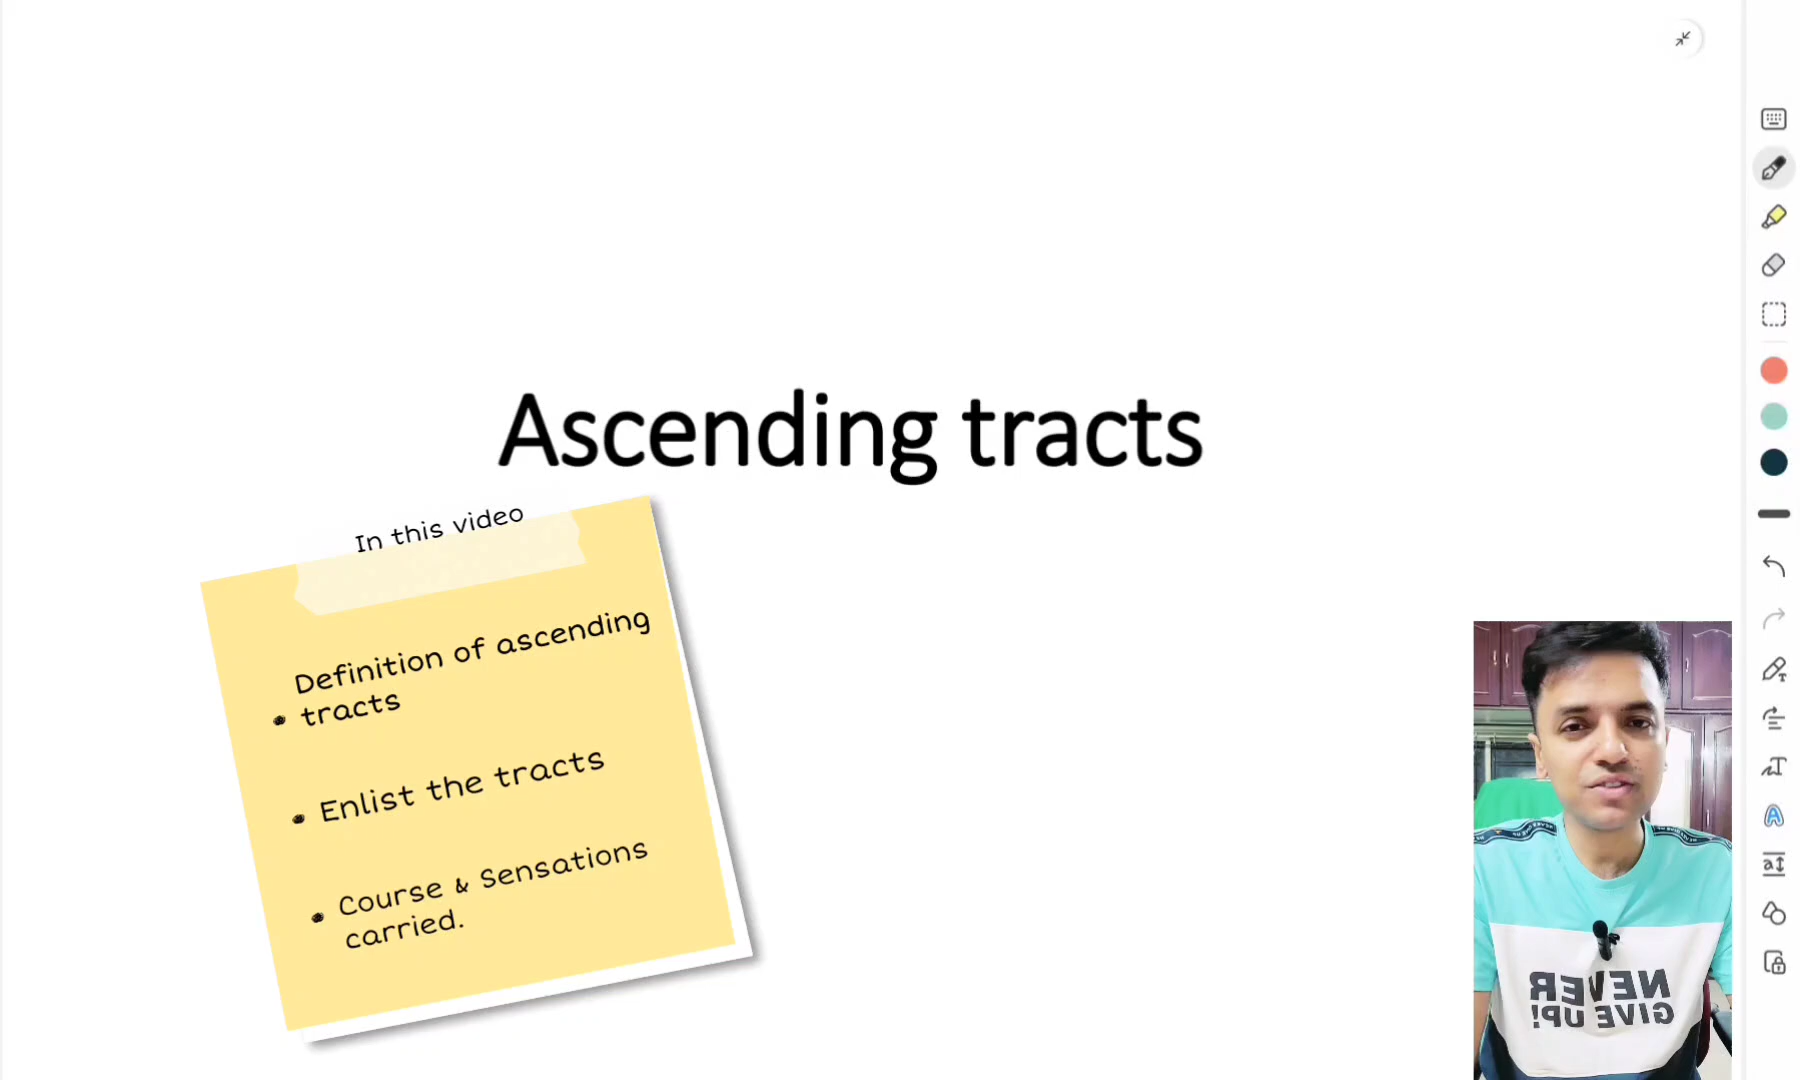 Ascending tracts
In this video
Definition of ascending
tracts
Enlist the tracts
Course & Sensations
carried.
NEVER
GIVE UP!